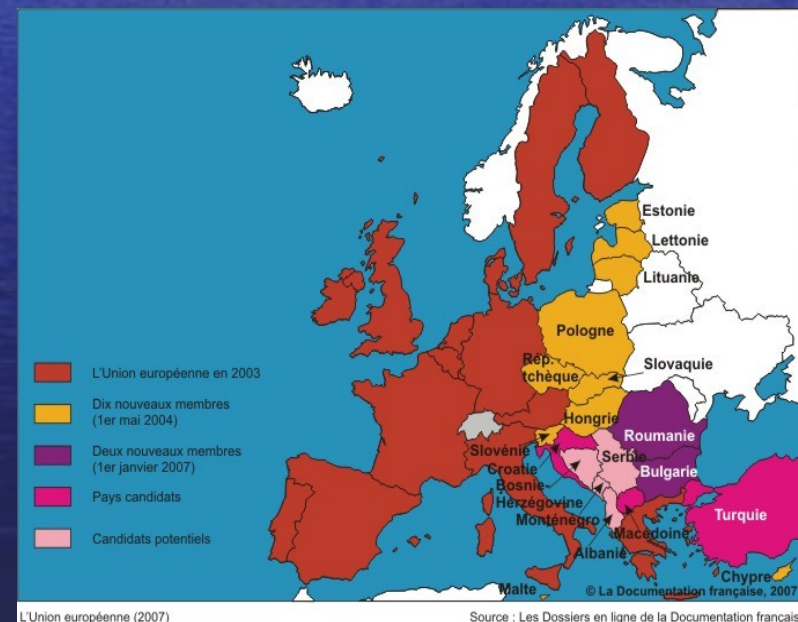 Estonie
Lettonie
Lituanie
Pologne
Rép.
tchèque
Slovaquie
Hongrie
Slovénie
Croatie
Bosnie-
Herzégovine
Monténégro
Albanie
Serbie
Macédoine
Roumanie
Bulgarie
Turquie
Chypre
Malte
L'Union européenne en 2003
Dix nouveaux membres
(1er mai 2004)
Deux nouveaux membres
(1er janvier 2007)
Pays candidats
Candidats potentiels
© La Documentation française, 2007
L'Union européenne (2007)
Source : Les Dossiers en ligne de la Documentation français